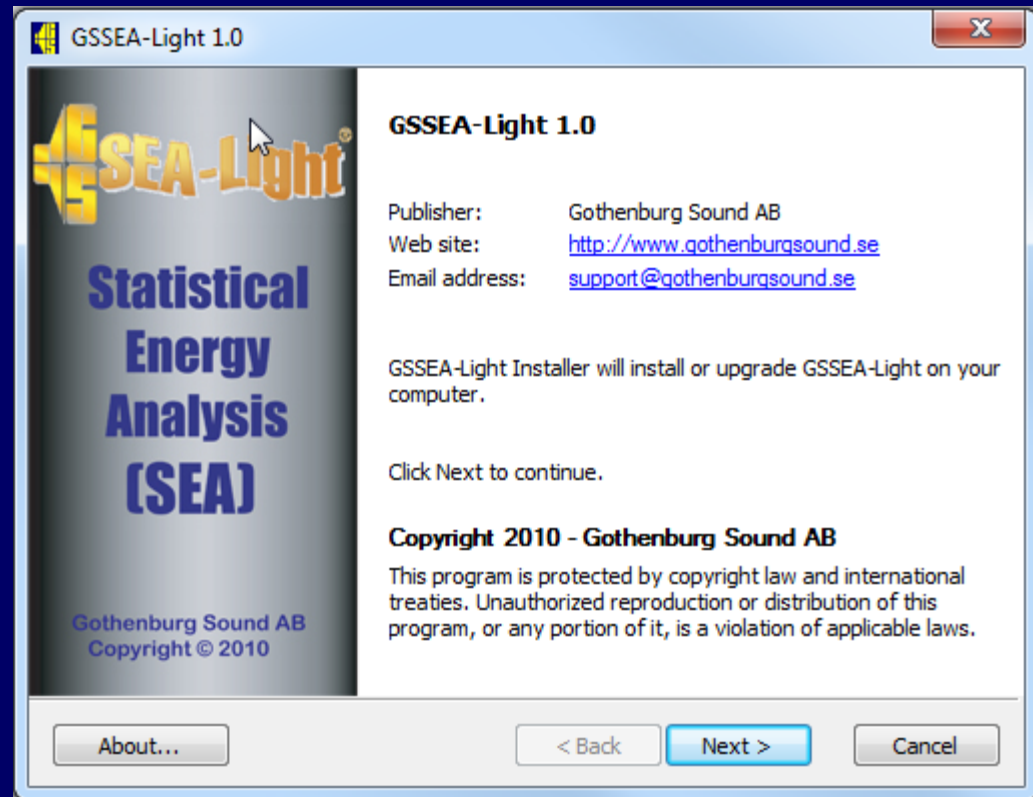 GSSEA-Light 1.0
GSSEA-Light®
Statistical
Energy
Analysis
(SEA)
Gothenburg Sound AB
Copyright © 2010
GSSEA-Light 1.0
Publisher: Gothenburg Sound AB
Web site: http://www.gothenburgsound.se
Email address: support@gothenburgsound.se
GSSEA-Light Installer will install or upgrade GSSEA-Light on your
computer.
Click Next to continue.
Copyright 2010 - Gothenburg Sound AB
This program is protected by copyright law and international
treaties. Unauthorized reproduction or distribution of this
program, or any portion of it, is a violation of applicable laws.
About... < Back Next > Cancel